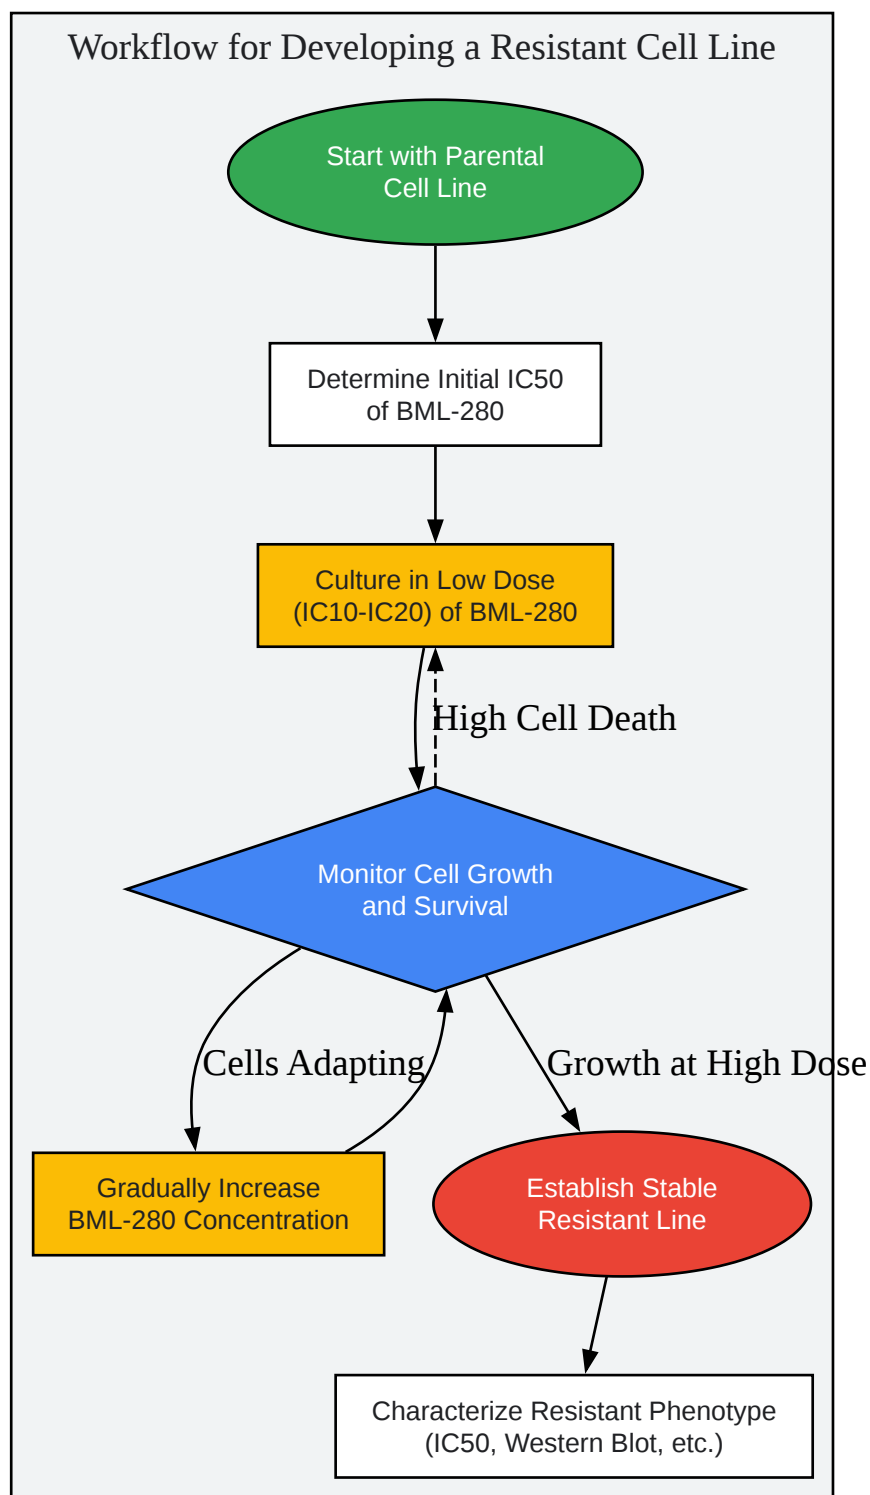 Workflow for Developing a Resistant Cell Line
Start with Parental
Cell Line
Determine Initial IC50
of BML-280
Culture in Low Dose
(IC10-IC20) of BML-280
High Cell Death
Monitor Cell Growth
and Survival
Cells Adapting
Growth at High Dose
Gradually Increase
BML-280 Concentration
Establish Stable
Resistant Line
Characterize Resistant Phenotype
(IC50, Western Blot, etc.)